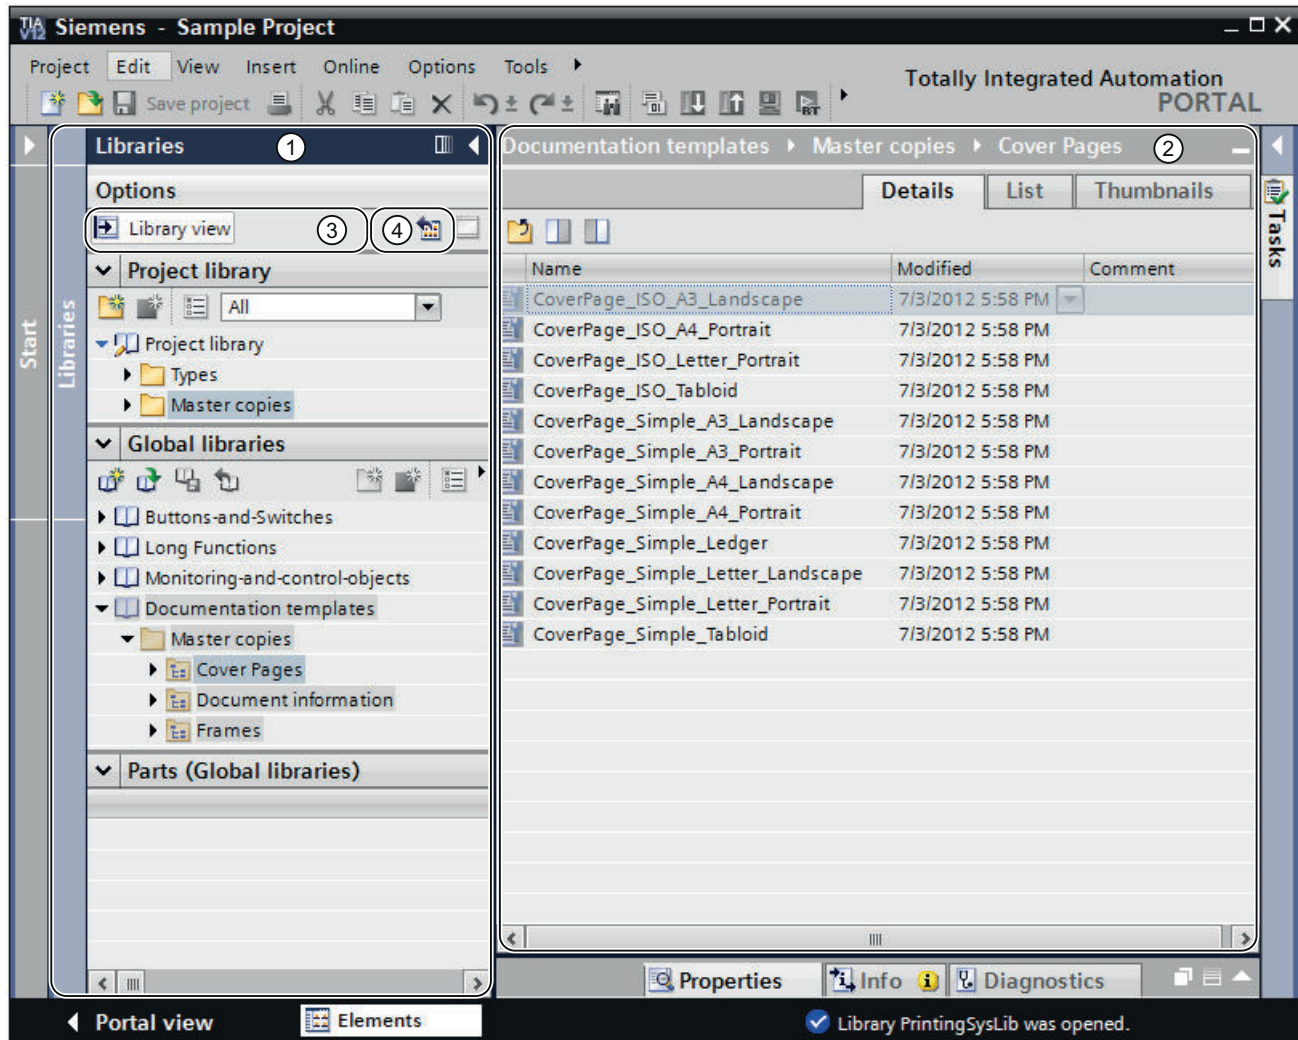 TIA V12 Siemens - Sample Project
Project Edit View Insert Online Options Tools
Totally Integrated Automation
PORTAL
Save project
Start
Libraries
Libraries 1
Options
Library view 3 4
Project library
All
Project library
Types
Master copies
Global libraries
Buttons-and-Switches
Long Functions
Monitoring-and-control-objects
Documentation templates
Master copies
Cover Pages
Document information
Frames
Parts (Global libraries)
Documentation templates Master copies Cover Pages 2
Details List Thumbnails
Name Modified Comment
CoverPage_ISO_A3_Landscape 7/3/2012 5:58 PM
CoverPage_ISO_A4_Portrait 7/3/2012 5:58 PM
CoverPage_ISO_Letter_Portrait 7/3/2012 5:58 PM
CoverPage_ISO_Tabloid 7/3/2012 5:58 PM
CoverPage_Simple_A3_Landscape 7/3/2012 5:58 PM
CoverPage_Simple_A3_Portrait 7/3/2012 5:58 PM
CoverPage_Simple_A4_Landscape 7/3/2012 5:58 PM
CoverPage_Simple_A4_Portrait 7/3/2012 5:58 PM
CoverPage_Simple_Ledger 7/3/2012 5:58 PM
CoverPage_Simple_Letter_Landscape 7/3/2012 5:58 PM
CoverPage_Simple_Letter_Portrait 7/3/2012 5:58 PM
CoverPage_Simple_Tabloid 7/3/2012 5:58 PM
Tasks
Properties Info Diagnostics
Portal view Elements Library PrintingSysLib was opened.